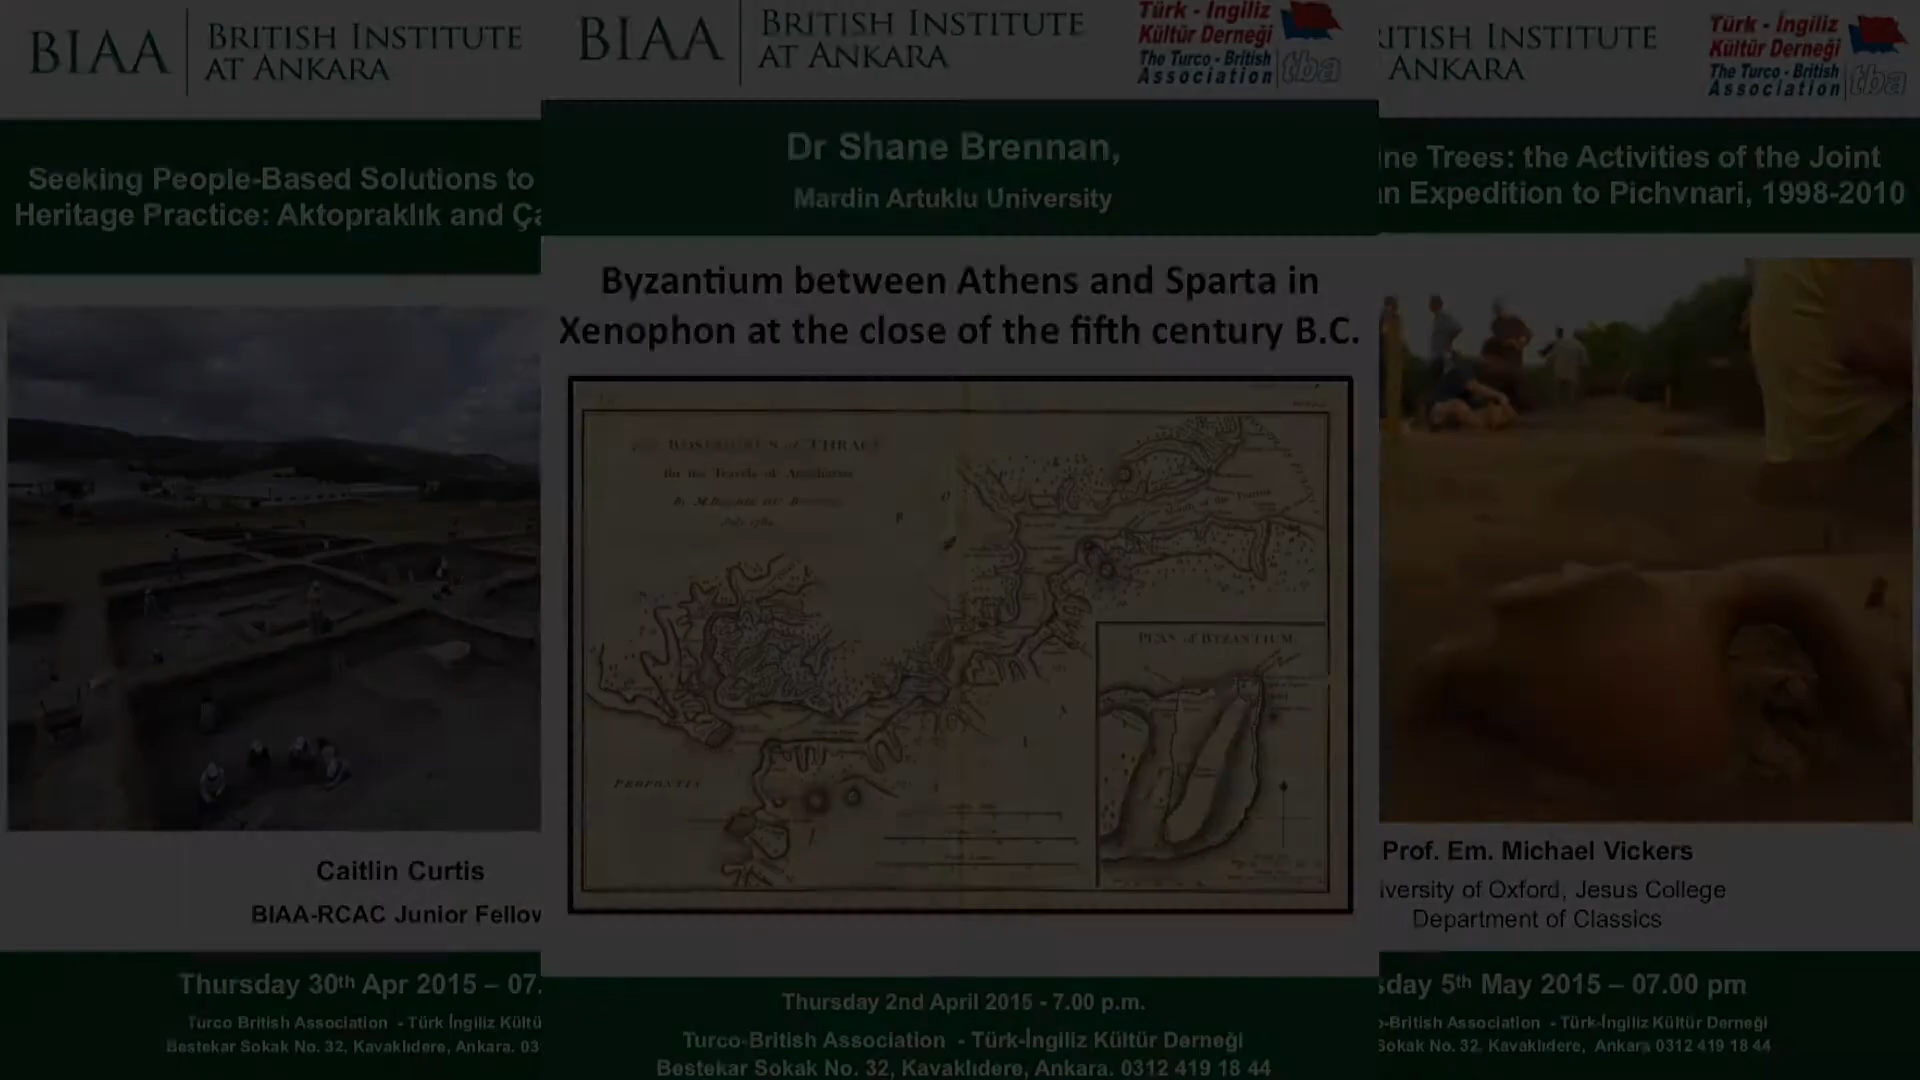 BIAA
BRITISH INSTITUTE
AT ANKARA
Seeking People-Based Solutions to
Heritage Practice: Aktopraklık and
Caitlin Curtis
BIAA-RCAC Junior
Thursday 30th Apr 2015 – 07.
Turco British Association - Türk İngiliz
Bestekar Sokak No. 32, Kavaklıdere, Ankara. 03
BIAA
BRITISH INSTITUTE
AT ANKARA
Türk - İngiliz
Kültür Derneği
The Turco - British
Association
tba
Dr Shane Brennan,
Mardin Artuklu University
Byzantium between Athens and Sparta in
Xenophon at the close of the fifth century B.C.
for the Travels of Anacharsis
July
PLAN of BYZANTIUM
PROPONTIS
Thursday 2nd April 2015 - 7.00 p.m.
Turco-British Association - Türk-İngiliz Kültür Derneği
Bestekar Sokak No. 32, Kavaklıdere, Ankara. 0312 419 18 44
INSTITUTE
ANKARA
Türk - İngiliz
Kültür Derneği
The Turco - British
Association
tba
Trees: the Activities of the Joint
Expedition to Pichvnari, 1998-2010
Prof. Em. Michael Vickers
of Oxford, Jesus College
Department of Classics
5th May 2015 – 07.00 pm
-British Association - Türk-İngiliz Kültür Derneği
Sokak No. 32, Kavaklıdere, Ankara 0312 419 18 44